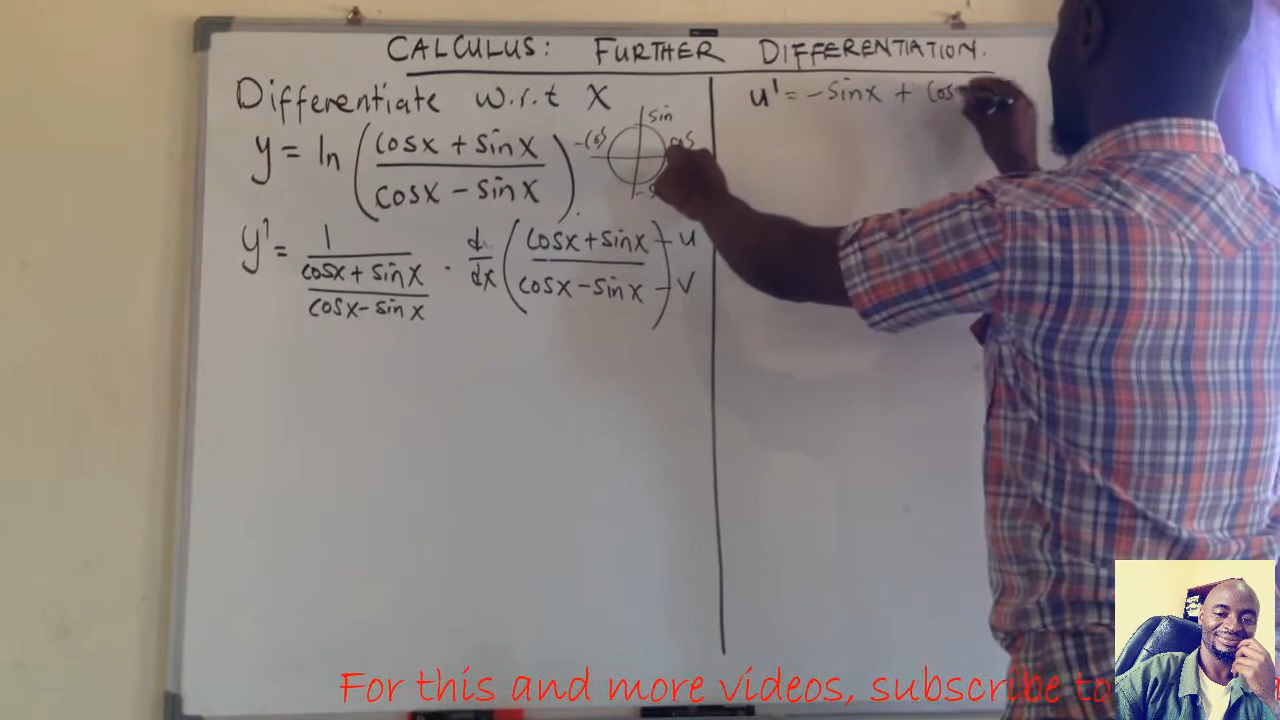 CALCULUS: FURTHER DIFFERENTIATION.
Differentiate w.r.t X
y = ln (cosx + sinx / cosx - sinx).
sin
-cos
cos
y' = 1 / (cosx + sinx / cosx - sinx) · d/dx (cosx + sinx / cosx - sinx) - u - v
u' = -sinx + cos
For this and more videos, subscribe to